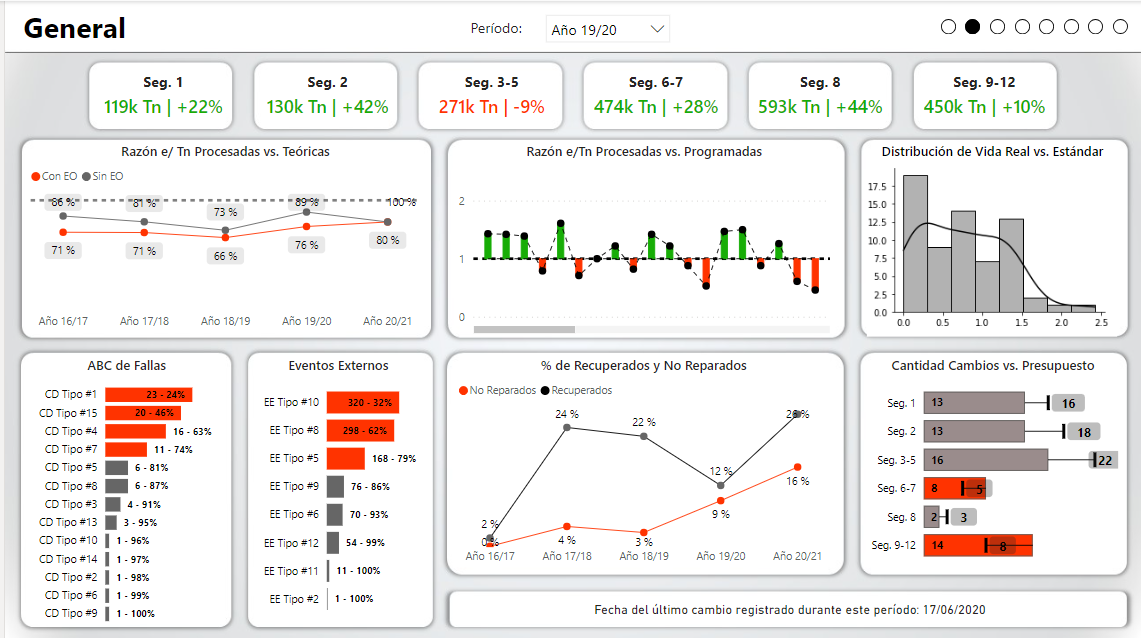 General
Período: Año 19/20
Seg. 1
119k Tn | +22%
Seg. 2
130k Tn | +42%
Seg. 3-5
271k Tn | -9%
Seg. 6-7
474k Tn | +28%
Seg. 8
593k Tn | +44%
Seg. 9-12
450k Tn | +10%
Razón e/ Tn Procesadas vs. Teóricas
Con EO Sin EO
86 % 81 % 73 % 89 % 100 %
71 % 71 % 66 % 76 % 80 %
Año 16/17 Año 17/18 Año 18/19 Año 19/20 Año 20/21
Razón e/Tn Procesadas vs. Programadas
2
1
0
Distribución de Vida Real vs. Estándar
17.5
15.0
12.5
10.0
7.5
5.0
2.5
0.0
0.0 0.5 1.0 1.5 2.0 2.5
ABC de Fallas
CD Tipo #1 23 - 24%
CD Tipo #15 20 - 46%
CD Tipo #4 16 - 63%
CD Tipo #7 11 - 74%
CD Tipo #5 6 - 81%
CD Tipo #8 6 - 87%
CD Tipo #3 4 - 91%
CD Tipo #13 3 - 95%
CD Tipo #10 1 - 96%
CD Tipo #14 1 - 97%
CD Tipo #2 1 - 98%
CD Tipo #6 1 - 99%
CD Tipo #9 1 - 100%
Eventos Externos
EE Tipo #10 320 - 32%
EE Tipo #8 298 - 62%
EE Tipo #5 168 - 79%
EE Tipo #9 76 - 86%
EE Tipo #6 70 - 93%
EE Tipo #12 54 - 99%
EE Tipo #11 11 - 100%
EE Tipo #2 1 - 100%
% de Recuperados y No Reparados
No Reparados Recuperados
2 % 24 % 22 % 12 %
0 % 4 % 3 % 9 % 16 %
Año 16/17 Año 17/18 Año 18/19 Año 19/20 Año 20/21
Cantidad Cambios vs. Presupuesto
Seg. 1 13 16
Seg. 2 13 18
Seg. 3-5 16 22
Seg. 6-7 8 5
Seg. 8 2 3
Seg. 9-12 14 8
Fecha del último cambio registrado durante este período: 17/06/2020